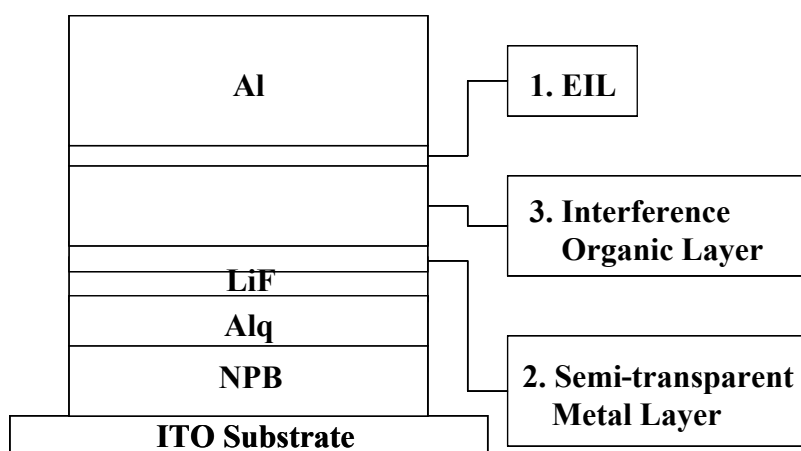 Al
1. EIL
3. Interference
Organic Layer
LiF
Alq
NPB
2. Semi-transparent
Metal Layer
ITO Substrate